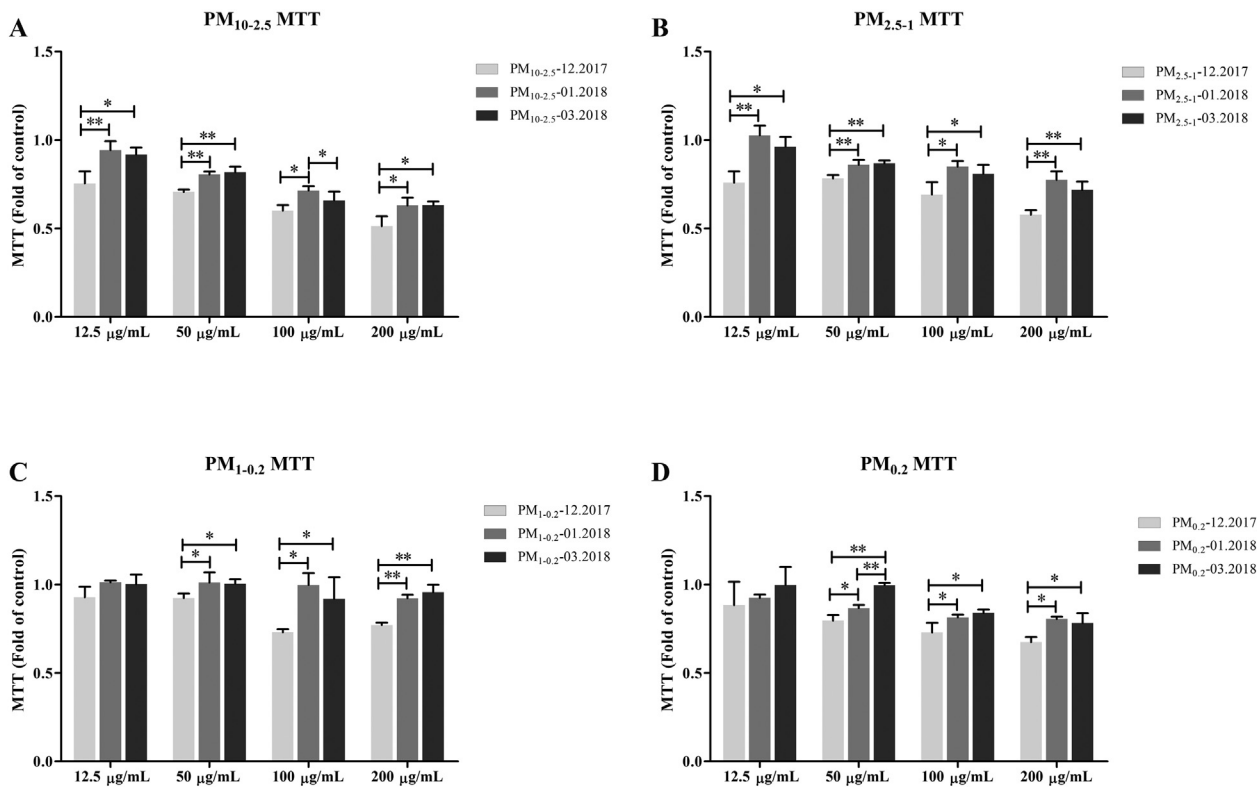 A
PM10-2.5 MTT
1.5
1.0
0.5
0.0
MTT (Fold of control)
* ** ** ** * * * *
12.5 μg/mL 50 μg/mL 100 μg/mL 200 μg/mL
PM10-2.5-12.2017
PM10-2.5-01.2018
PM10-2.5-03.2018
B
PM2.5-1 MTT
1.5
1.0
0.5
0.0
MTT (Fold of control)
* ** ** ** * * ** **
12.5 μg/mL 50 μg/mL 100 μg/mL 200 μg/mL
PM2.5-1-12.2017
PM2.5-1-01.2018
PM2.5-1-03.2018
C
PM1-0.2 MTT
1.5
1.0
0.5
0.0
MTT (Fold of control)
* * * * ** **
12.5 μg/mL 50 μg/mL 100 μg/mL 200 μg/mL
PM1-0.2-12.2017
PM1-0.2-01.2018
PM1-0.2-03.2018
D
PM0.2 MTT
1.5
1.0
0.5
0.0
MTT (Fold of control)
** ** * * * * *
12.5 μg/mL 50 μg/mL 100 μg/mL 200 μg/mL
PM0.2-12.2017
PM0.2-01.2018
PM0.2-03.2018